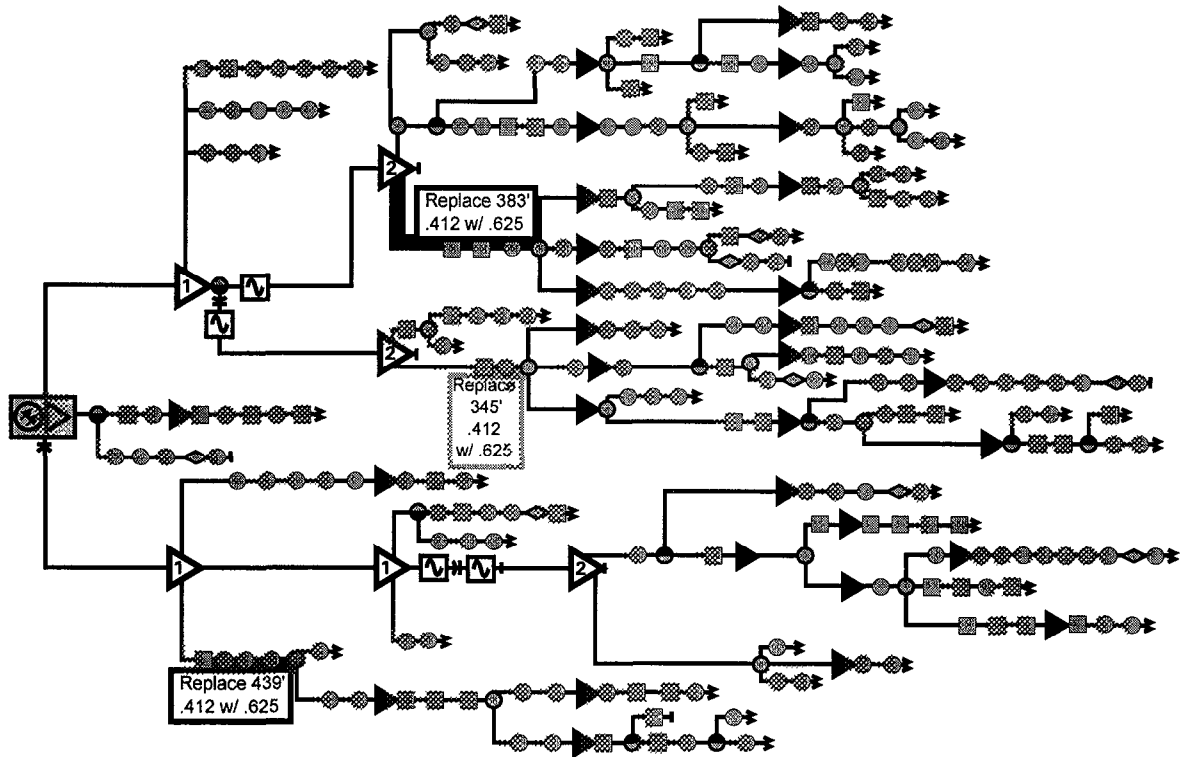 2
Replace 383'
.412 w/ .625
1
2
Replace
345'
.412
w/ .625
1
1
2
Replace 439'
.412 w/ .625